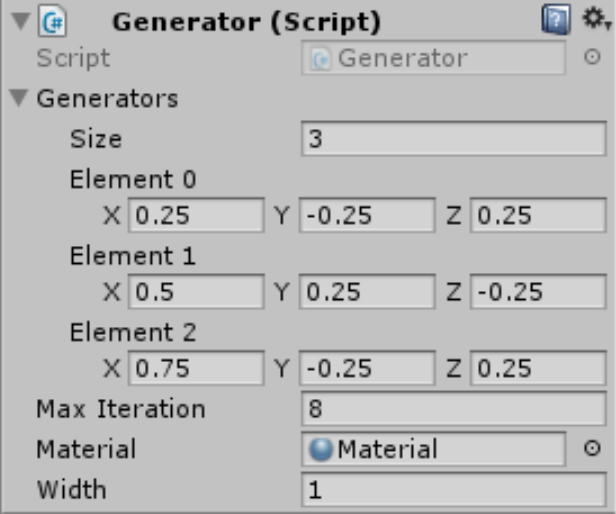 Generator (Script)
Script Generator
Generators
Size 3
Element 0
X 0.25 Y -0.25 Z 0.25
Element 1
X 0.5 Y 0.25 Z -0.25
Element 2
X 0.75 Y -0.25 Z 0.25
Max Iteration 8
Material Material
Width 1